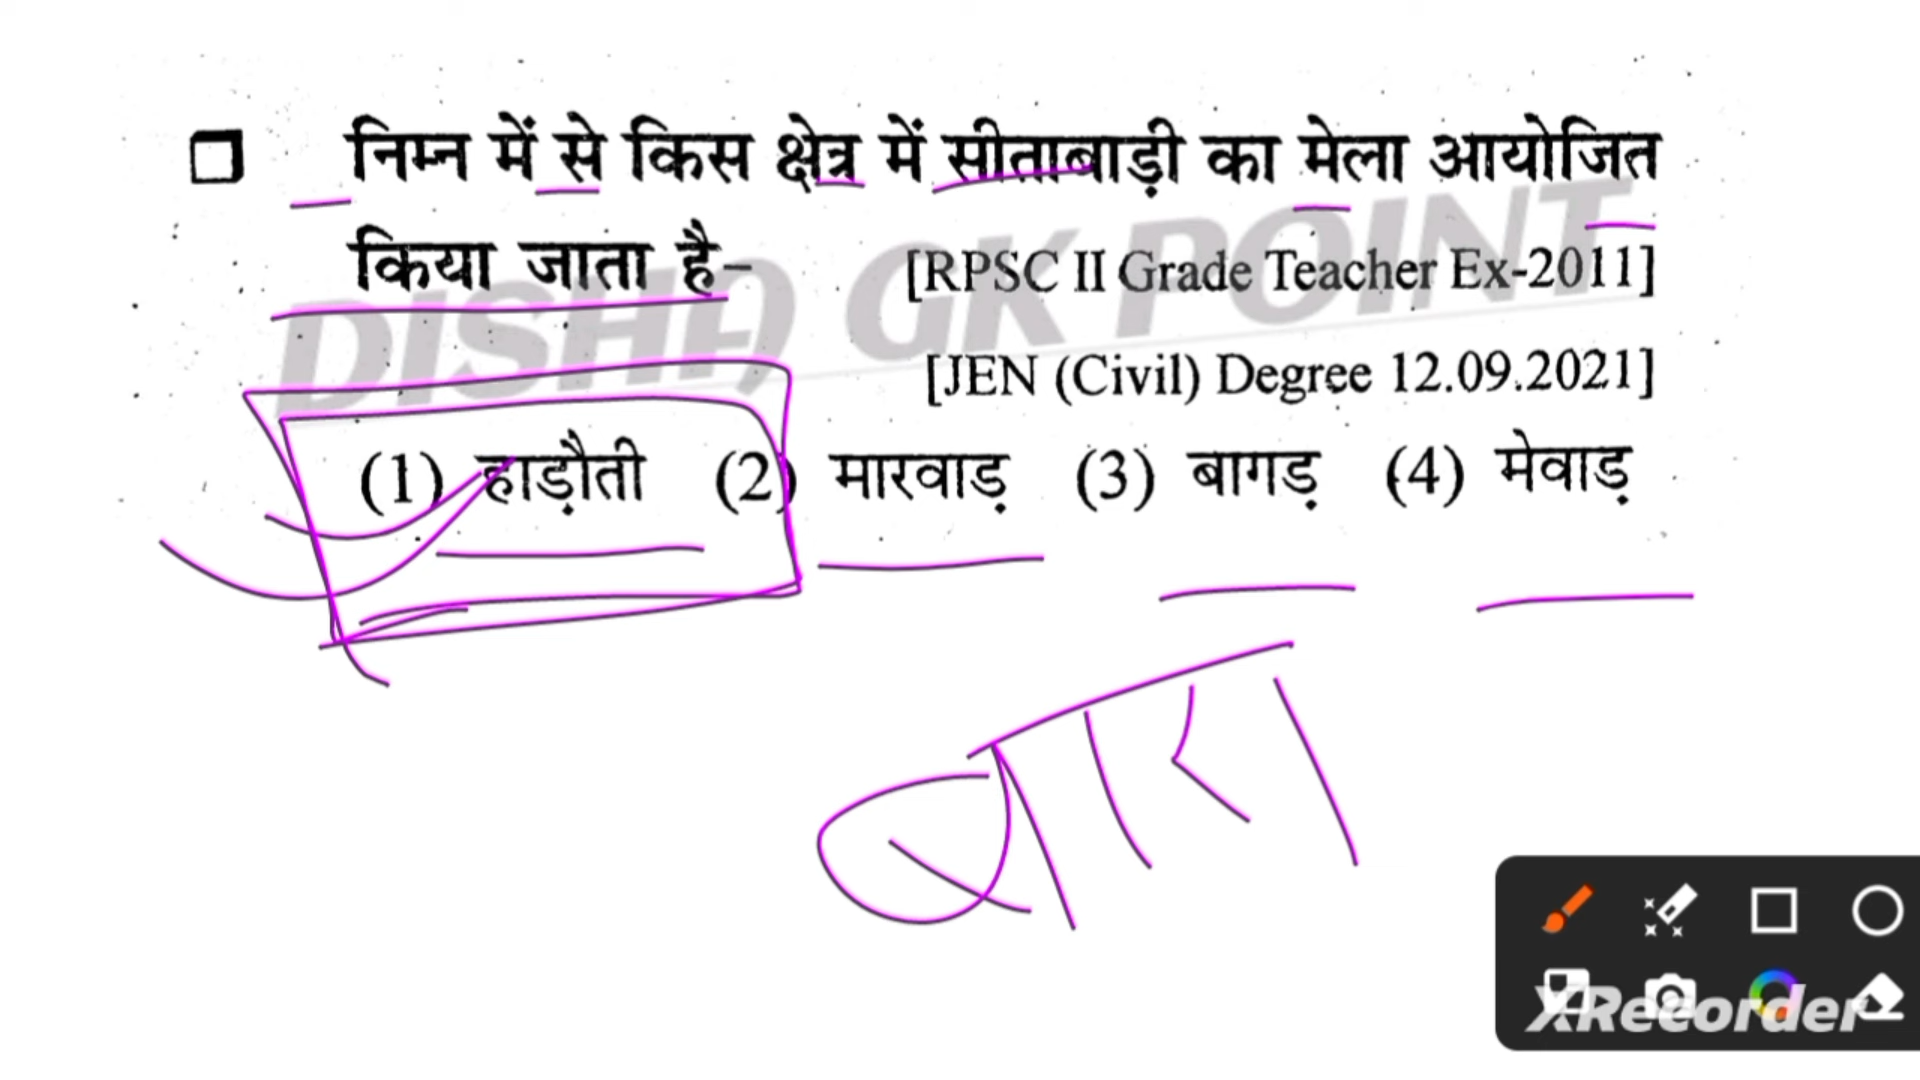 निम्न में से किस क्षेत्र में सीताबाड़ी का मेला आयोजित
किया जाता है-
[RPSC II Grade Teacher Ex-2011]
DISHA GK POINT
[JEN (Civil) Degree 12.09.2021]
(1) हाड़ौती (2) मारवाड़ (3) बागड़ (4) मेवाड़
बारा
XRecorder